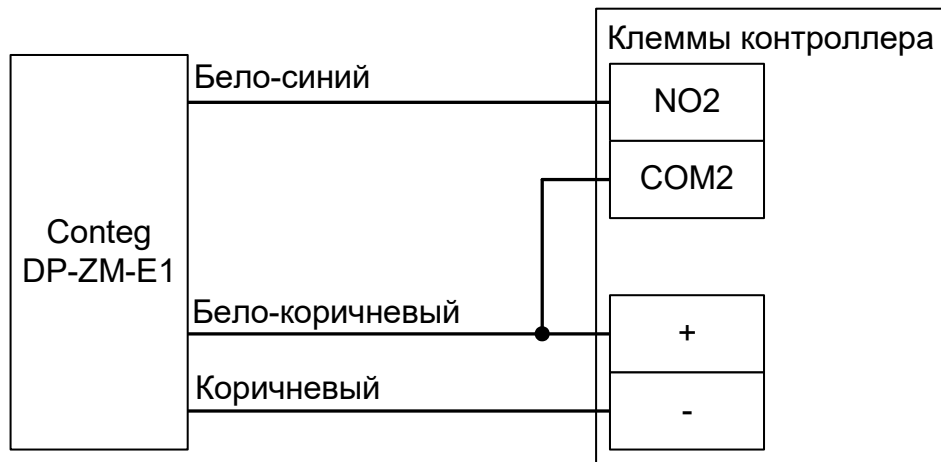 Клеммы контроллера
Бело-синий
NO2
COM2
Conteg
DP-ZM-E1
Бело-коричневый
+
Коричневый
-